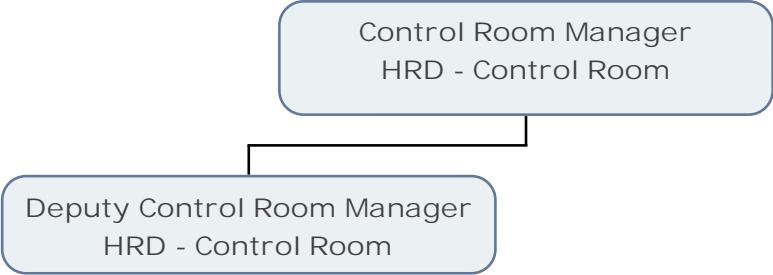 Control Room Manager
HRD - Control Room
Deputy Control Room Manager
HRD - Control Room